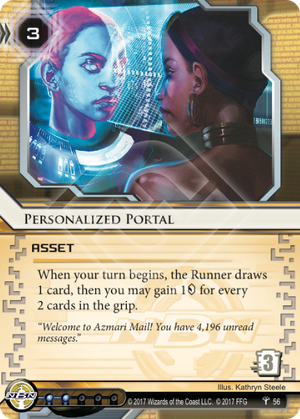 3
PERSONALIZED PORTAL
ASSET
When your turn begins, the Runner draws
1 card, then you may gain 1 for every
2 cards in the grip.
"Welcome to Azmari Mail! You have 4,196 unread
messages."
3
Illus. Kathryn Steele
NBN
© 2017 Wizards of the Coast LLC. © 2017 FFG 56